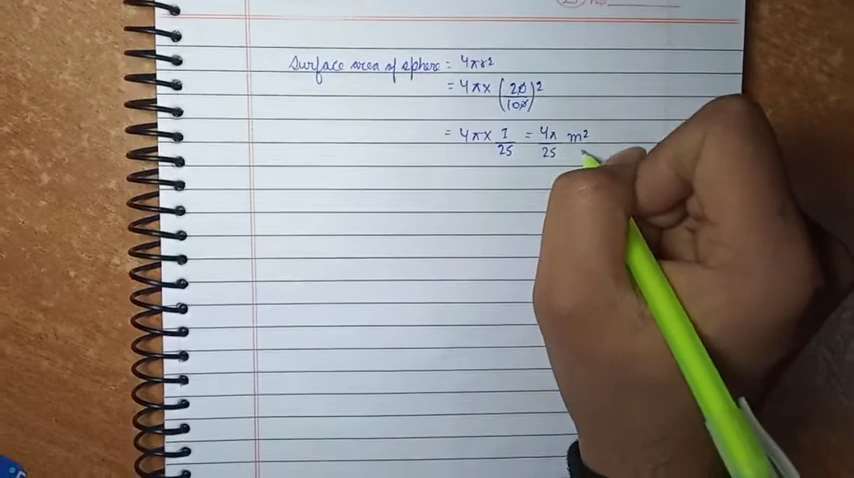 Surface area of sphere = 4πr2
= 4π × (20/100)2
= 4π × 1/25 = 4π/25 m2